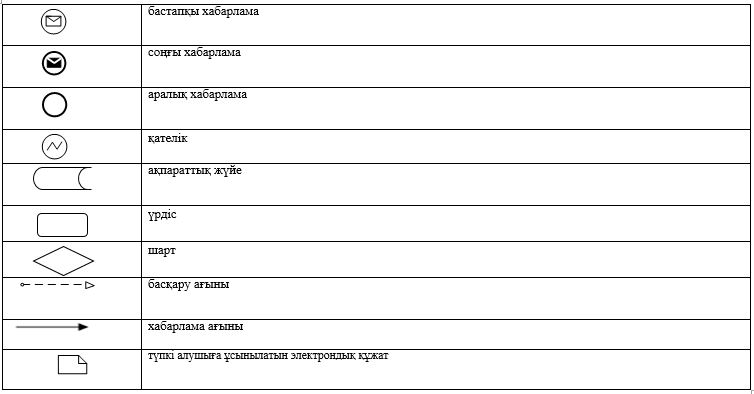 бастапқы хабарлама
соңғы хабарлама
аралық хабарлама
қателік
ақпараттық жүйе
үрдіс
шарт
басқару ағыны
хабарлама ағыны
түпкі алушыға ұсынылатын электрондық құжат